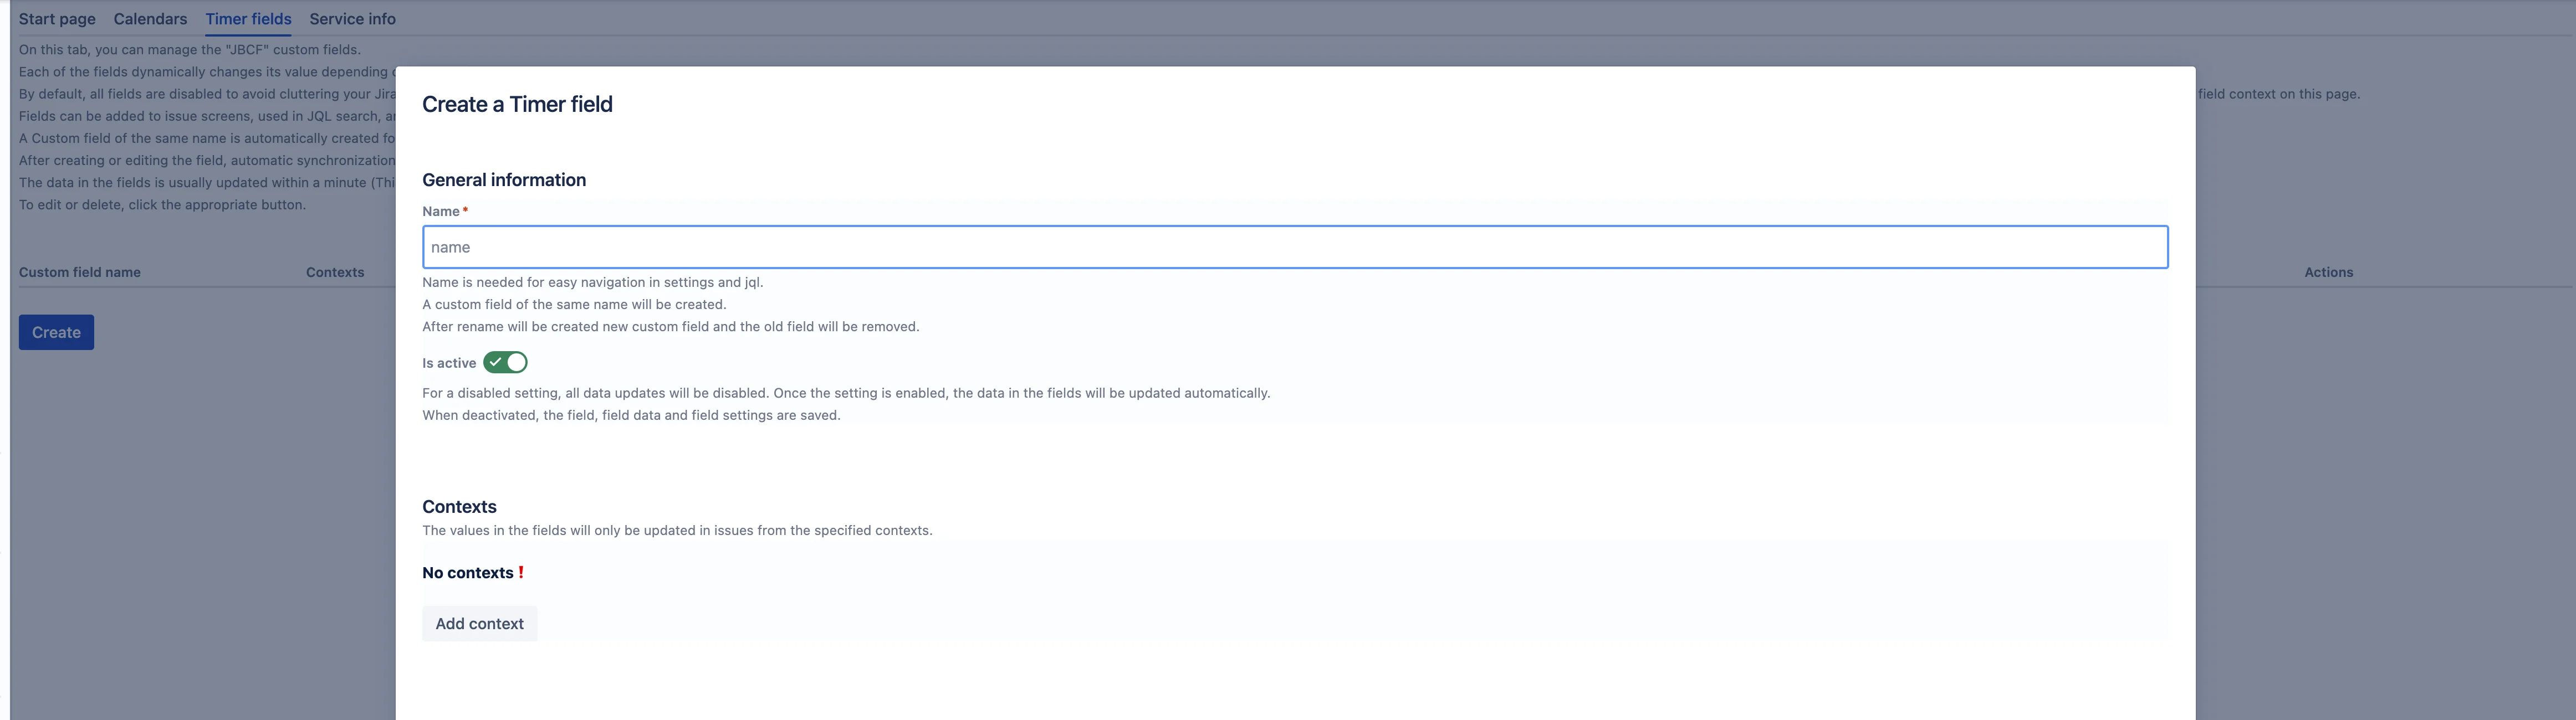 Start page Calendars Timer fields Service info
On this tab, you can manage the "JBCF" custom fields.
Each of the fields dynamically changes its value depending
By default, all fields are disabled to avoid cluttering your Jira
field context on this page.
Fields can be added to issue screens, used in JQL search,
A Custom field of the same name is automatically created
After creating or editing the field, automatic synchronization
The data in the fields is usually updated within a minute
To edit or delete, click the appropriate button.
Custom field name Contexts Actions
Create
Create a Timer field
General information
Name *
name
Name is needed for easy navigation in settings and jql.
A custom field of the same name will be created.
After rename will be created new custom field and the old field will be removed.
Is active
For a disabled setting, all data updates will be disabled. Once the setting is enabled, the data in the fields will be updated automatically.
When deactivated, the field, field data and field settings are saved.
Contexts
The values in the fields will only be updated in issues from the specified contexts.
No contexts !
Add context